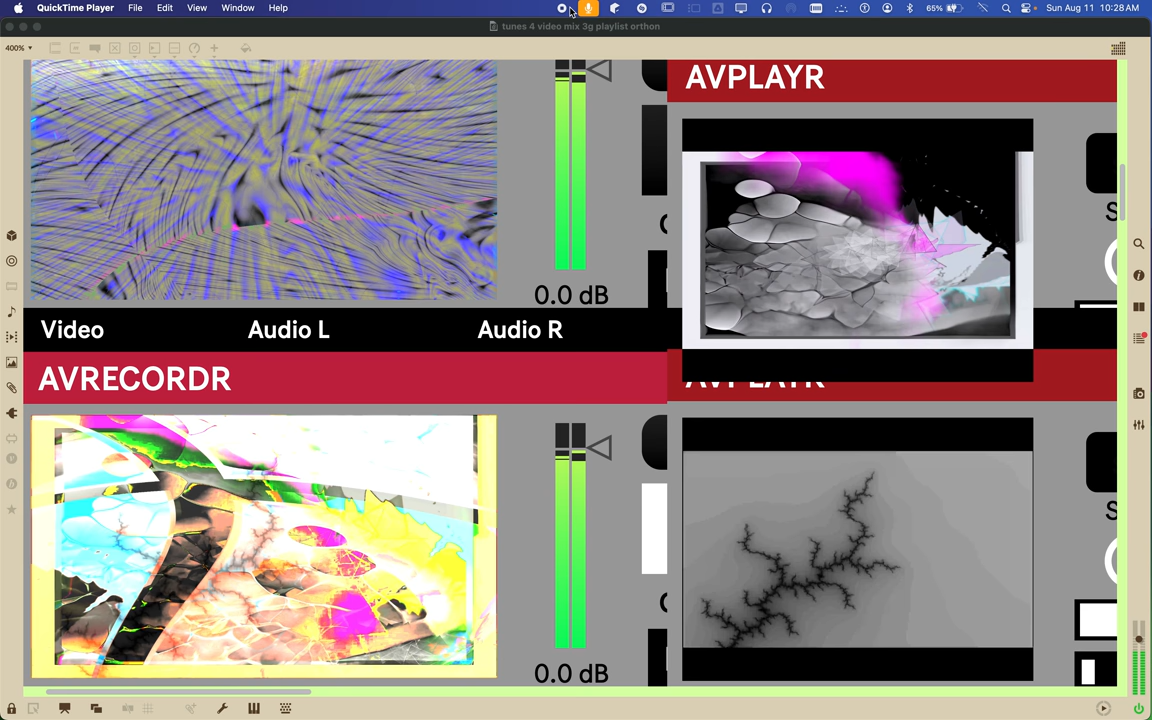 QuickTime Player File Edit View Window Help 65% Sun Aug 11 10:28 AM
tunes 4 video mix 3g playlist orthon
400%
AVPLAYR
S
0.0 dB
Video Audio L Audio R
AVRECORDR
AVPLAYR
S
0.0 dB